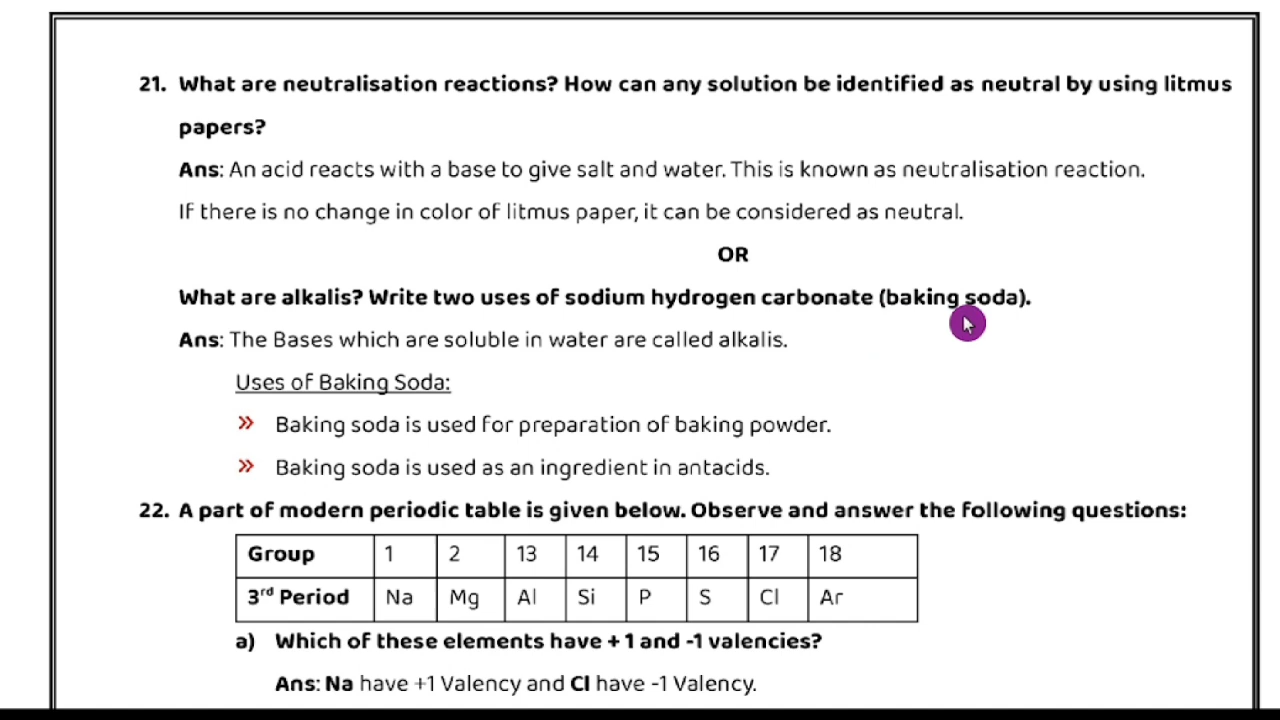 21. What are neutralisation reactions? How can any solution be identified as neutral by using litmus
papers?
Ans: An acid reacts with a base to give salt and water. This is known as neutralisation reaction.
If there is no change in color of litmus paper, it can be considered as neutral.
OR
What are alkalis? Write two uses of sodium hydrogen carbonate (baking soda).
Ans: The Bases which are soluble in water are called alkalis.
Uses of Baking Soda:
» Baking soda is used for preparation of baking powder.
» Baking soda is used as an ingredient in antacids.
22. A part of modern periodic table is given below. Observe and answer the following questions:
Group 1 2 13 14 15 16 17 18
3rd Period Na Mg Al Si P S Cl Ar
a) Which of these elements have + 1 and -1 valencies?
Ans: Na have +1 Valency and Cl have -1 Valency.